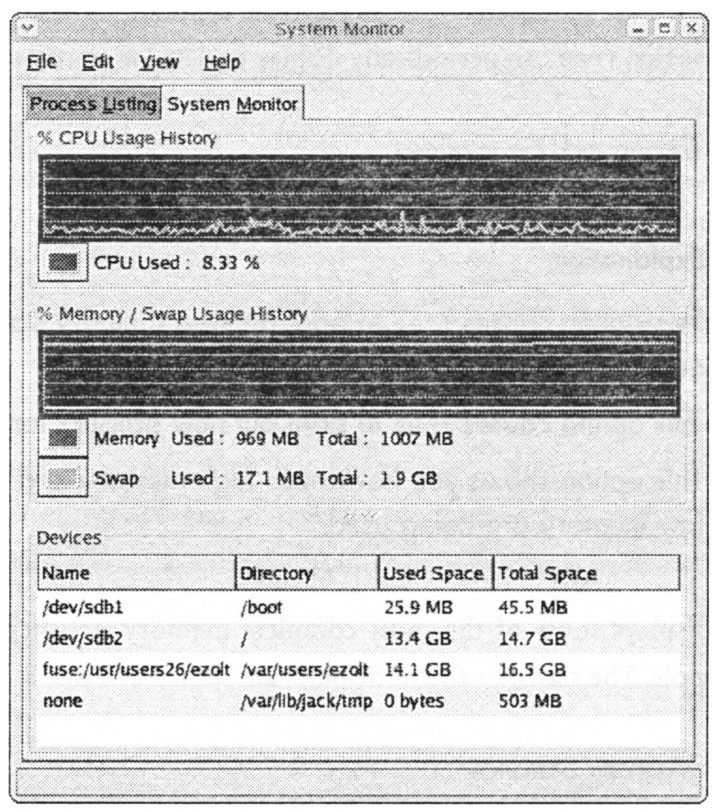 System Monitor
File Edit View Help
Process Listing System Monitor
% CPU Usage History
CPU Used : 8.33 %
% Memory / Swap Usage History
Memory Used : 969 MB Total : 1007 MB
Swap Used : 17.1 MB Total : 1.9 GB
Devices
Name Directory Used Space Total Space
/dev/sdb1 /boot 25.9 MB 45.5 MB
/dev/sdb2 / 13.4 GB 14.7 GB
fuse:/usr/users26/ezolt /var/users/ezolt 14.1 GB 16.5 GB
none /var/lib/jack/tmp 0 bytes 503 MB